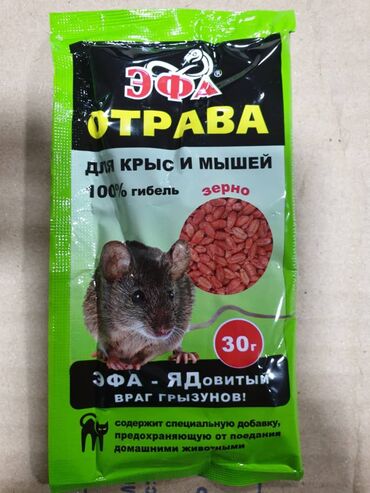 ЭФА®
ОТРАВА
ДЛЯ КРЫС И МЫШЕЙ
100% гибель
зерно
30г
ЭФА - ЯДовитый
ВРАГ ГРЫЗУНОВ!
содержит специальную добавку,
предохраняющую от поедания
домашними животными